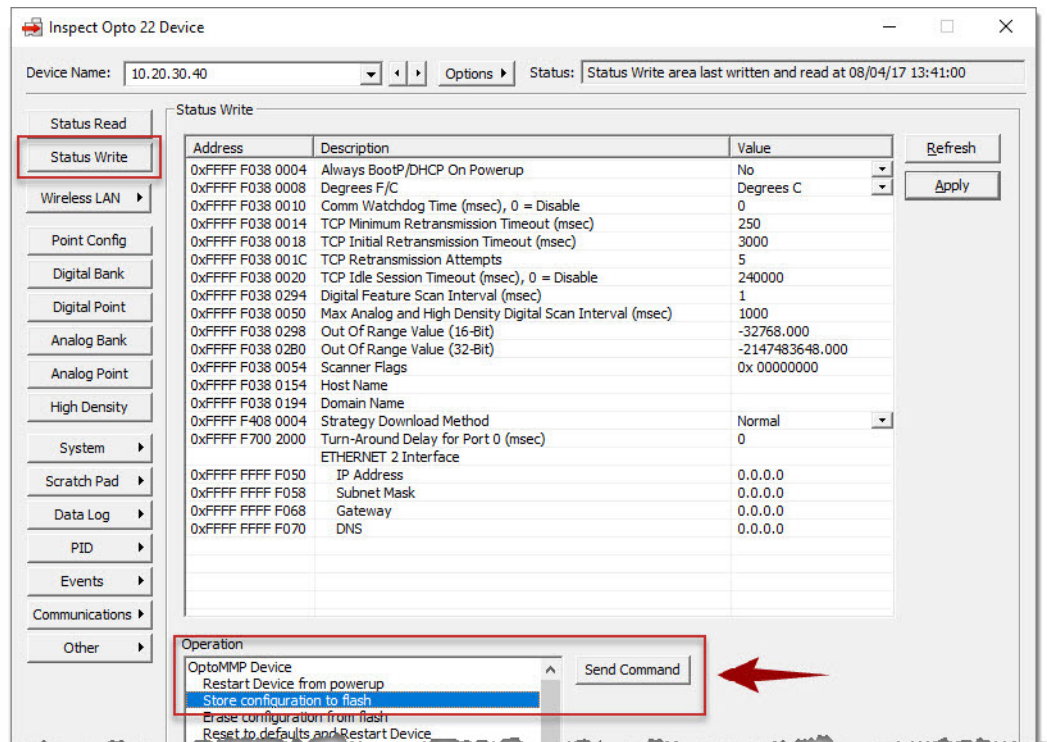 Inspect Opto 22 Device
Device Name: 10.20.30.40 Options Status: Status Write area last written and read at 08/04/17 13:41:00
Status Read
Status Write
Wireless LAN
Point Config
Digital Bank
Digital Point
Analog Bank
Analog Point
High Density
System
Scratch Pad
Data Log
PID
Events
Communications
Other
Status Write
Address Description Value
0xFFFF F038 0004 Always BootP/DHCP On Powerup No
0xFFFF F038 0008 Degrees F/C Degrees C
0xFFFF F038 0010 Comm Watchdog Time (msec), 0 = Disable 0
0xFFFF F038 0014 TCP Minimum Retransmission Timeout (msec) 250
0xFFFF F038 0018 TCP Initial Retransmission Timeout (msec) 3000
0xFFFF F038 001C TCP Retransmission Attempts 5
0xFFFF F038 0020 TCP Idle Session Timeout (msec), 0 = Disable 240000
0xFFFF F038 0294 Digital Feature Scan Interval (msec) 1
0xFFFF F038 0050 Max Analog and High Density Digital Scan Interval (msec) 1000
0xFFFF F038 0298 Out Of Range Value (16-Bit) -32768.000
0xFFFF F038 02B0 Out Of Range Value (32-Bit) -2147483648.000
0xFFFF F038 0054 Scanner Flags 0x 00000000
0xFFFF F038 0154 Host Name
0xFFFF F038 0194 Domain Name
0xFFFF F408 0004 Strategy Download Method Normal
0xFFFF F700 2000 Turn-Around Delay for Port 0 (msec) 0
ETHERNET 2 Interface
0xFFFF FFFF F050 IP Address 0.0.0.0
0xFFFF FFFF F058 Subnet Mask 0.0.0.0
0xFFFF FFFF F068 Gateway 0.0.0.0
0xFFFF FFFF F070 DNS 0.0.0.0
Refresh
Apply
Operation
OptoMMP Device
Restart Device from powerup
Store configuration to flash
Erase configuration from flash
Reset to defaults and Restart Device
Send Command